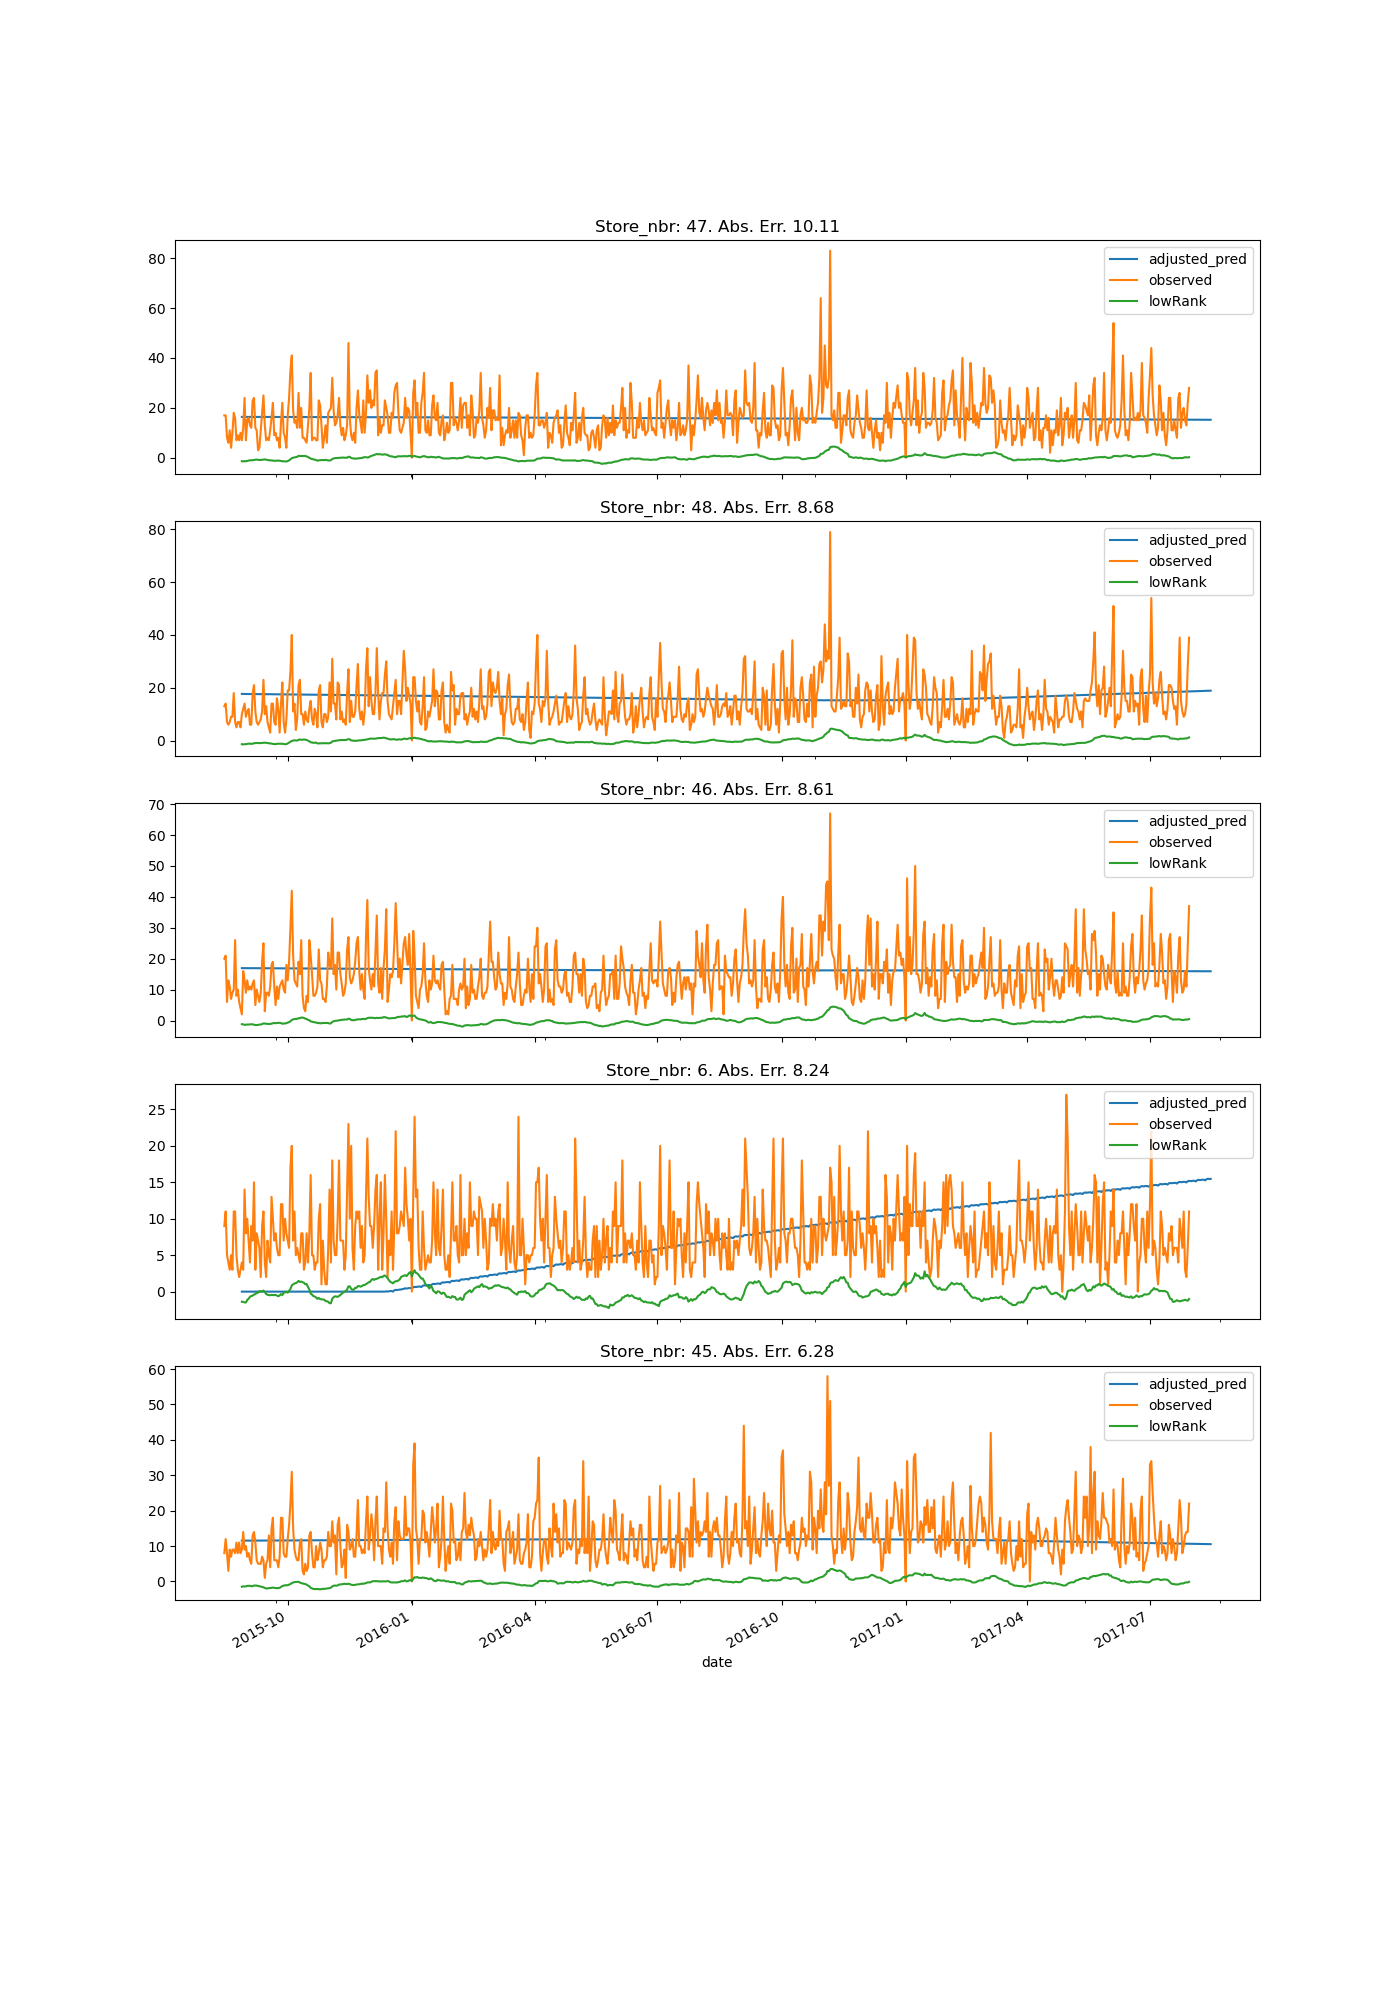 Store_nbr: 47. Abs. Err. 10.11
80
60
40
20
0
adjusted_pred
observed
lowRank
Store_nbr: 48. Abs. Err. 8.68
80
60
40
20
0
adjusted_pred
observed
lowRank
Store_nbr: 46. Abs. Err. 8.61
70
60
50
40
30
20
10
0
adjusted_pred
observed
lowRank
Store_nbr: 6. Abs. Err. 8.24
25
20
15
10
5
0
adjusted_pred
observed
lowRank
Store_nbr: 45. Abs. Err. 6.28
60
50
40
30
20
10
0
adjusted_pred
observed
lowRank
2015-10
2016-01
2016-04
2016-07
2016-10
2017-01
2017-04
2017-07
date